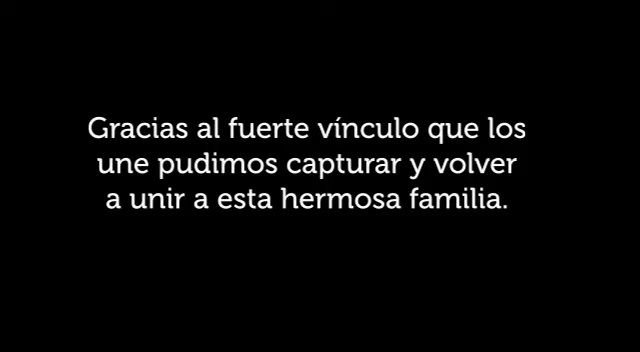 Gracias al fuerte vínculo que los
une pudimos capturar y volver
a unir a esta hermosa familia.